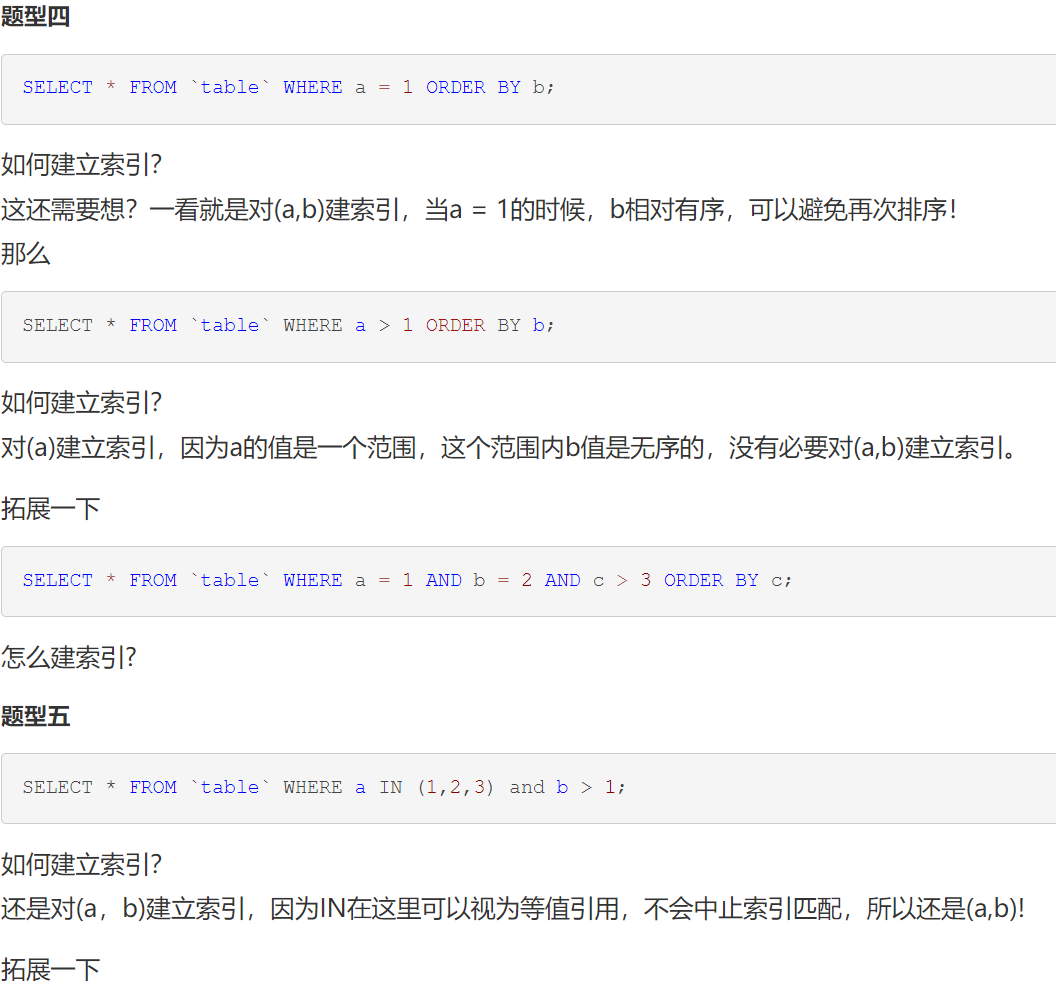 题型四
SELECT * FROM `table` WHERE a = 1 ORDER BY b;
如何建立索引?
这还需要想？一看就是对(a,b)建索引，当a = 1的时候，b相对有序，可以避免再次排序！
那么
SELECT * FROM `table` WHERE a > 1 ORDER BY b;
如何建立索引?
对(a)建立索引，因为a的值是一个范围，这个范围内b值是无序的，没有必要对(a,b)建立索引。
拓展一下
SELECT * FROM `table` WHERE a = 1 AND b = 2 AND c > 3 ORDER BY c;
怎么建索引?
题型五
SELECT * FROM `table` WHERE a IN (1,2,3) and b > 1;
如何建立索引?
还是对(a，b)建立索引，因为IN在这里可以视为等值引用，不会中止索引匹配，所以还是(a,b)!
拓展一下